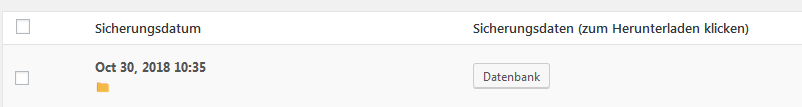 Sicherungsdatum Sicherungsdaten (zum Herunterladen klicken)
Oct 30, 2018 10:35 Datenbank